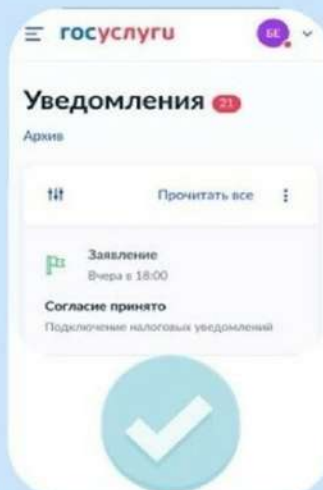 госуслуги
БЕ
Уведомления 21
Архив
Прочитать все
Заявление
Вчера в 18:00
Согласие принято
Подключение налоговых уведомлений